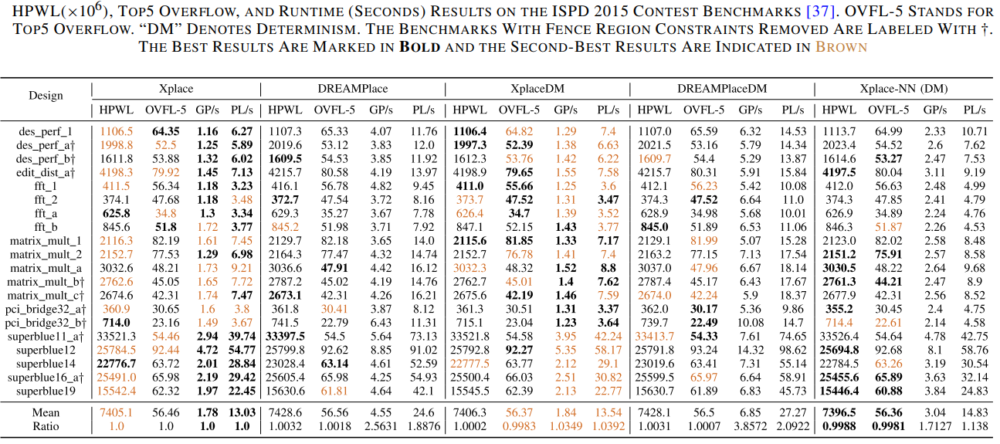 HPWL(×10⁶), TOP5 OVERFLOW, AND RUNTIME (SECONDS) RESULTS ON THE ISPD 2015 CONTEST BENCHMARKS [37]. OVFL-5 STANDS FOR
TOP5 OVERFLOW. “DM” DENOTES DETERMINISM. THE BENCHMARKS WITH FENCE REGION CONSTRAINTS REMOVED ARE LABELED WITH †.
THE BEST RESULTS ARE MARKED IN BOLD AND THE SECOND-BEST RESULTS ARE INDICATED IN BROWN
Design Xplace DREAMPlace XplaceDM DREAMPlaceDM Xplace-NN (DM)
HPWL OVFL-5 GP/s PL/s HPWL OVFL-5 GP/s PL/s HPWL OVFL-5 GP/s PL/s HPWL OVFL-5 GP/s PL/s HPWL OVFL-5 GP/s PL/s
des_perf_1 1106.5 64.35 1.16 6.27 1107.3 65.33 4.07 11.76 1106.4 64.82 1.29 7.4 1107.0 65.59 6.32 14.53 1113.7 64.99 2.33 10.71
des_perf_a† 1998.8 52.5 1.25 5.89 2019.6 53.12 3.83 12.0 1997.3 52.39 1.38 6.63 2021.5 53.16 5.79 14.34 2023.4 54.52 2.6 7.62
des_perf_b† 1611.8 53.88 1.32 6.02 1609.5 54.53 3.85 11.92 1612.3 53.76 1.42 6.22 1609.7 54.4 5.29 13.87 1614.6 53.27 2.47 7.53
edit_dist_a† 4198.3 79.92 1.45 7.13 4215.7 80.58 4.19 13.97 4198.9 79.65 1.55 7.58 4215.7 80.31 5.91 15.84 4197.5 80.04 3.11 9.19
fft_1 411.5 56.34 1.18 3.23 416.1 56.78 4.82 9.45 411.0 55.66 1.25 3.6 412.1 56.23 5.42 10.08 412.0 56.63 2.48 4.99
fft_2 374.1 47.68 1.18 3.48 372.7 47.54 3.72 8.16 373.7 47.52 1.31 3.47 374.3 47.52 6.64 11.0 374.3 47.85 2.41 4.79
fft_a 625.8 34.8 1.3 3.34 629.3 35.27 3.67 7.78 626.4 34.7 1.39 3.52 628.9 34.98 5.68 10.01 626.9 34.89 2.24 4.76
fft_b 845.6 51.8 1.72 3.77 845.2 51.98 3.71 7.92 847.1 52.15 1.43 3.77 845.0 51.89 6.53 11.06 846.3 51.87 2.26 4.53
matrix_mult_1 2116.3 82.19 1.61 7.45 2129.7 82.18 3.65 14.0 2115.6 81.85 1.33 7.17 2129.1 81.99 5.07 15.28 2123.0 82.02 2.58 8.48
matrix_mult_2 2152.7 77.53 1.29 6.98 2164.3 77.47 4.32 14.74 2152.7 76.78 1.41 7.4 2163.2 77.15 7.13 17.54 2151.2 75.91 2.57 8.58
matrix_mult_a 3032.6 48.21 1.73 9.21 3036.6 47.91 4.42 16.12 3032.3 48.32 1.52 8.8 3037.0 47.96 6.67 18.14 3030.5 48.22 2.64 9.68
matrix_mult_b† 2762.6 45.05 1.65 7.72 2787.2 45.02 4.19 14.76 2762.7 45.01 1.4 7.62 2787.4 45.17 6.43 17.67 2761.3 44.21 2.47 8.9
matrix_mult_c† 2674.6 42.31 1.74 7.47 2673.1 42.31 4.26 16.21 2675.6 42.19 1.46 7.59 2674.0 42.24 5.9 18.37 2677.9 42.31 2.56 8.52
pci_bridge32_a† 360.9 30.65 1.6 3.8 361.8 30.41 3.87 8.12 361.3 30.51 1.31 3.37 362.0 30.17 5.36 9.86 355.2 30.45 2.4 4.75
pci_bridge32_b† 714.0 23.16 1.49 3.67 741.5 22.79 6.43 11.31 715.1 23.04 1.23 3.64 739.7 22.49 10.08 14.7 714.4 22.61 2.14 4.58
superblue11_a† 33521.3 54.46 2.94 39.74 33397.5 54.5 5.64 73.13 33521.8 54.58 3.95 42.24 33413.7 54.33 7.61 74.65 33526.4 54.64 4.78 42.75
superblue12 25784.5 92.44 4.72 54.77 25799.8 92.62 8.85 91.02 25792.8 92.27 5.35 58.17 25791.8 93.24 14.32 98.62 25694.8 92.68 8.1 58.76
superblue14 22776.7 63.72 2.01 28.84 23028.4 63.14 4.61 52.59 22777.5 63.77 2.12 29.1 23019.6 63.41 7.31 55.14 22784.5 63.26 3.19 30.54
superblue16_a† 25491.0 65.98 2.19 29.42 25605.4 65.98 4.25 54.93 25500.4 66.03 2.51 30.82 25599.5 65.97 6.64 58.91 25455.6 65.89 3.63 32.14
superblue19 15542.4 62.32 1.97 22.45 15630.6 61.81 4.64 42.1 15545.5 62.39 2.13 22.77 15630.7 61.89 6.83 45.73 15446.4 60.88 3.84 24.83
Mean 7405.1 56.46 1.78 13.03 7428.6 56.56 4.55 24.6 7406.3 56.37 1.84 13.54 7428.1 56.5 6.85 27.27 7396.5 56.36 3.04 14.83
Ratio 1.0 1.0 1.0 1.0 1.0032 1.0018 2.5631 1.8876 1.0002 0.9983 1.0349 1.0392 1.0031 1.0007 3.8572 2.0922 0.9988 0.9981 1.7127 1.138